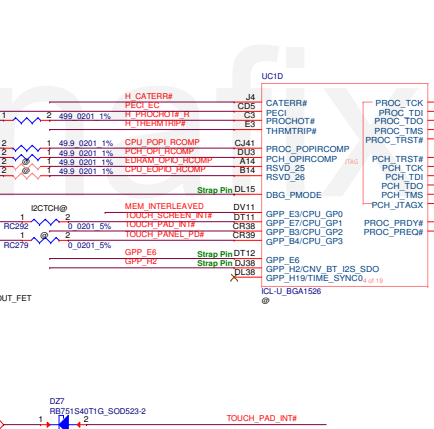 UC1D
H_CATERR# J4 CATERR# PROC_TCK
PECI_EC CD5 PECI PROC_TDI
1 2 499_0201_1% H_PROCHOT#_R C3 PROCHOT# PROC_TDO
H_THERMTRIP# E3 THRMTRIP# PROC_TMS
PROC_TRST#
2 1 49.9_0201_1% CPU_POPI_RCOMP CJ41 PROC_POPIRCOMP
2 1 49.9_0201_1% PCH_OPI_RCOMP DU3 PCH_OPIRCOMP JTAG PCH_TRST#
2 @ 1 49.9_0201_1% EDRAM_OPIO_RCOMP A14 RSVD_25 PCH_TCK
2 @ 1 49.9_0201_1% CPU_EOPIO_RCOMP B14 RSVD_26 PCH_TDI
PCH_TDO
Strap Pin DL15 DBG_PMODE PCH_TMS
PCH_JTAGX
I2CTCH@ MEM_INTERLEAVED DV11 GPP_E3/CPU_GP0
1 2 TOUCH_SCREEN_INT# DT11 GPP_E7/CPU_GP1 PROC_PRDY#
RC292 0_0201_5% TOUCH_PAD_INT# CR38 GPP_B3/CPU_GP2 PROC_PREQ#
1 @ 2 TOUCH_PANEL_PD# CR39 GPP_B4/CPU_GP3
RC279 0_0201_5%
GPP_E6 Strap Pin DT12 GPP_E6
GPP_H2 Strap Pin DJ38 GPP_H2/CNV_BT_I2S_SDO
DL38 GPP_H19/TIME_SYNC0 4 of 19
ICL-U_BGA1526
@
OUT_FET
DZ7
RB751S40T1G_SOD523-2
1 2 TOUCH_PAD_INT#